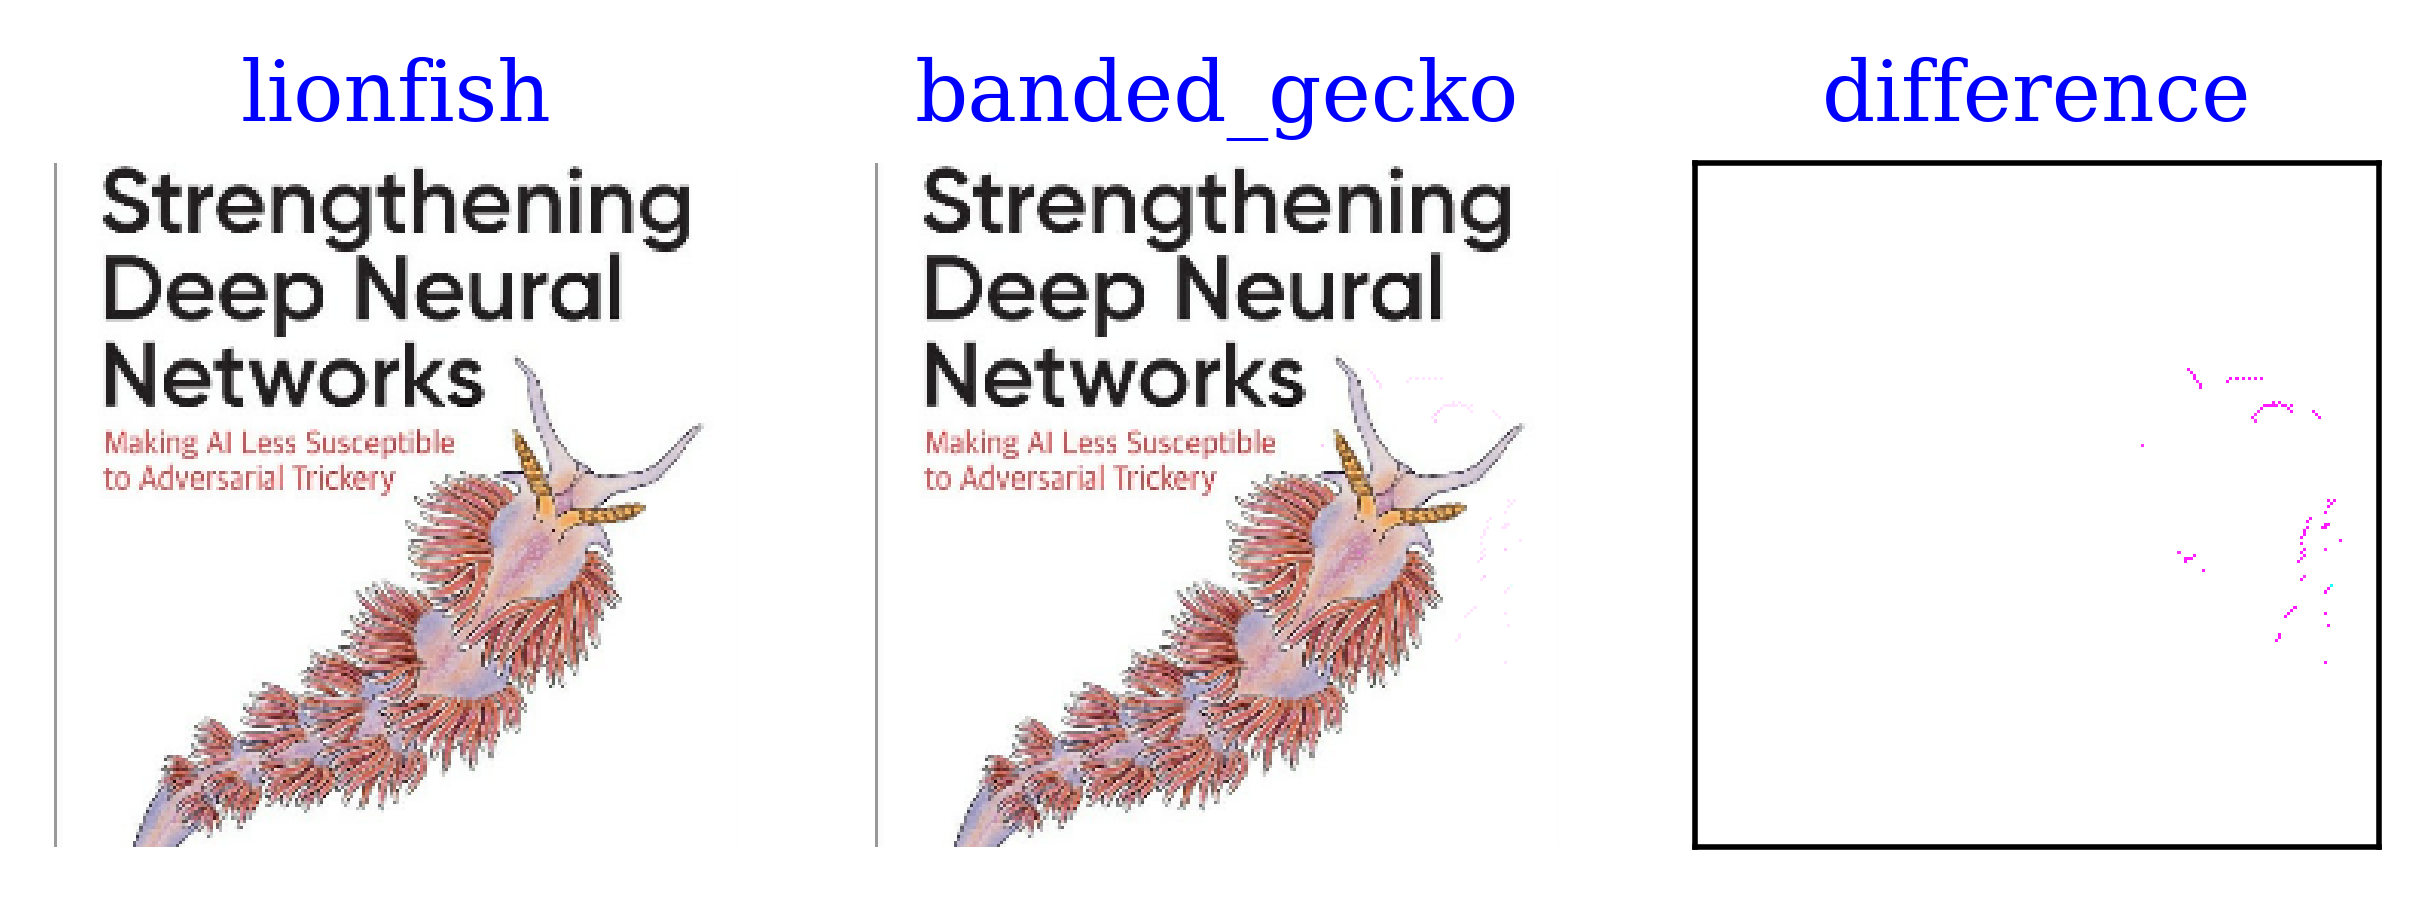 lionfish
banded_gecko
difference
Strengthening
Deep Neural
Networks
Making AI Less Susceptible
to Adversarial Trickery
Strengthening
Deep Neural
Networks
Making AI Less Susceptible
to Adversarial Trickery